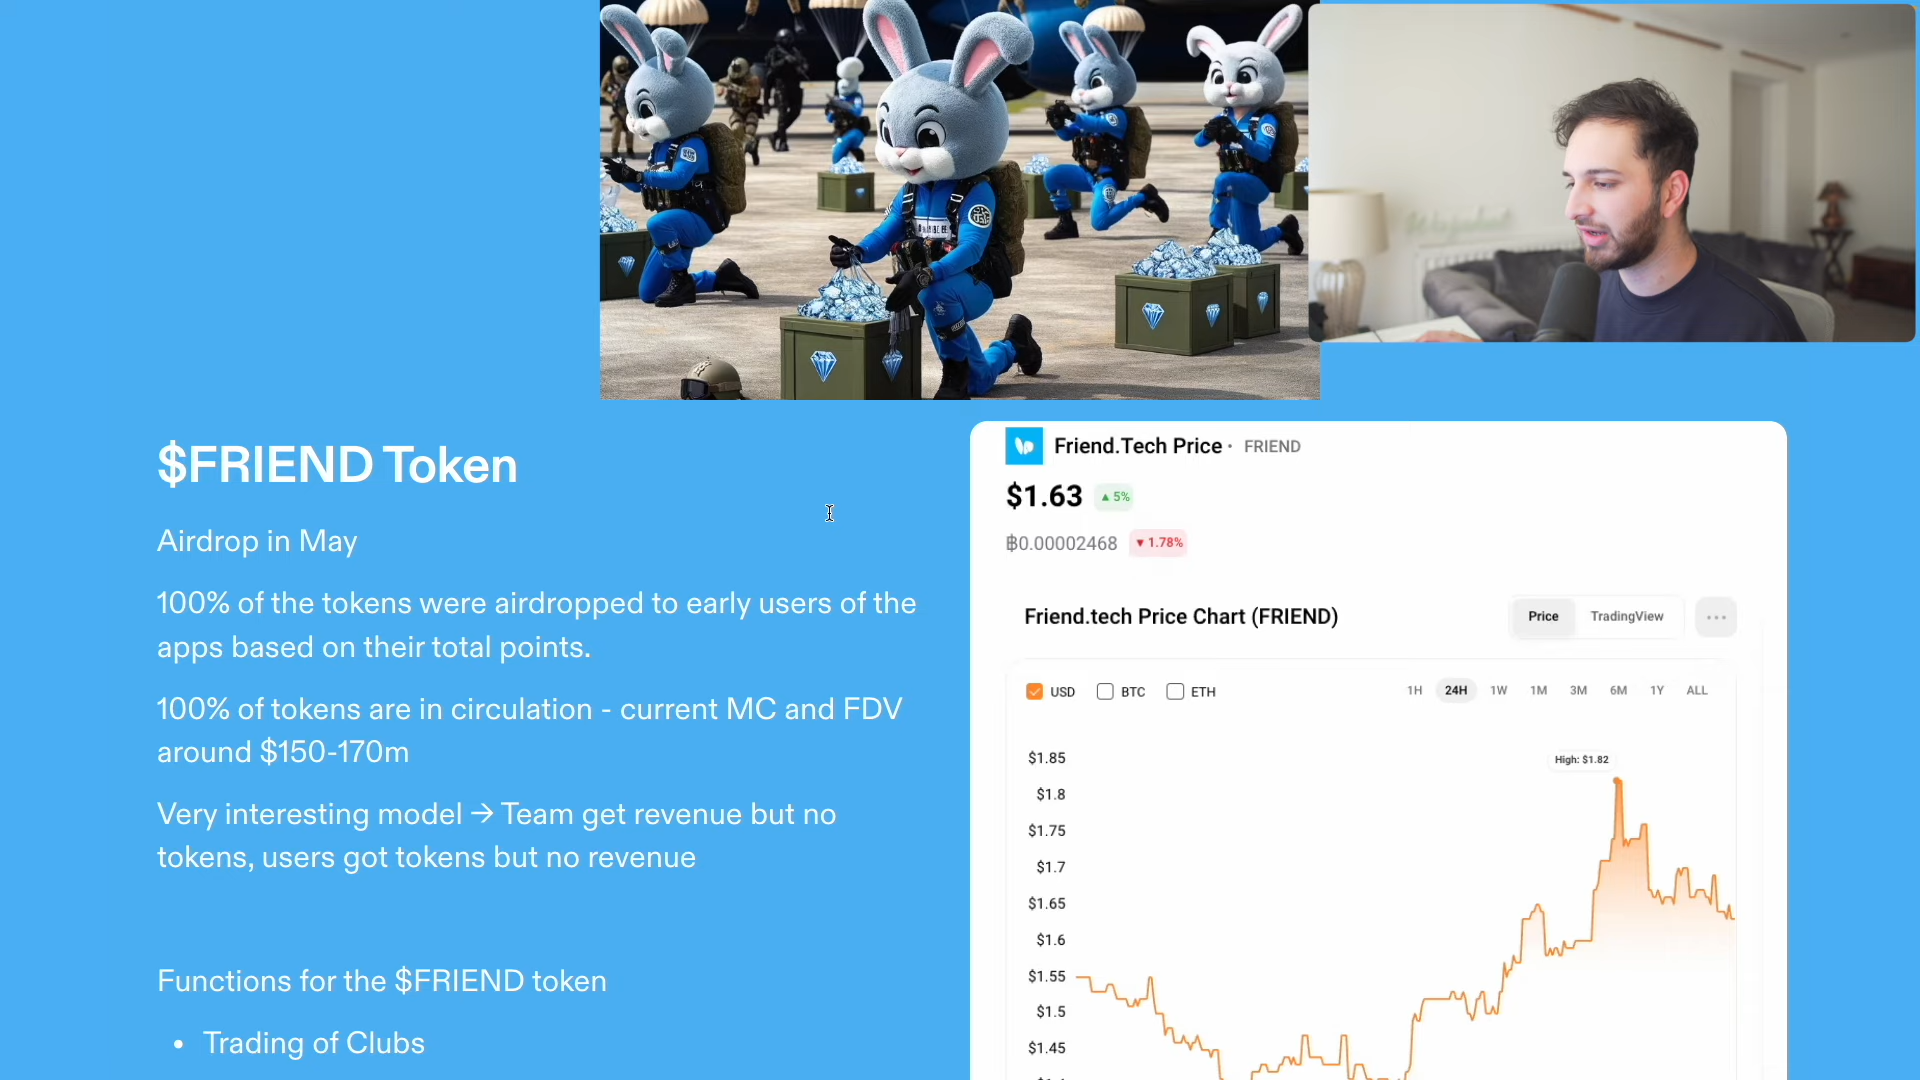 $FRIEND Token
Airdrop in May
100% of the tokens were airdropped to early users of the
apps based on their total points.
100% of tokens are in circulation - current MC and FDV
around $150-170m
Very interesting model → Team get revenue but no
tokens, users got tokens but no revenue
Functions for the $FRIEND token
• Trading of Clubs
Friend.Tech Price · FRIEND
$1.63 ▲ 5%
₿0.00002468 ▼ 1.78%
Friend.tech Price Chart (FRIEND)
Price TradingView ...
USD BTC ETH
1H 24H 1W 1M 3M 6M 1Y ALL
High: $1.82
$1.85
$1.8
$1.75
$1.7
$1.65
$1.6
$1.55
$1.5
$1.45